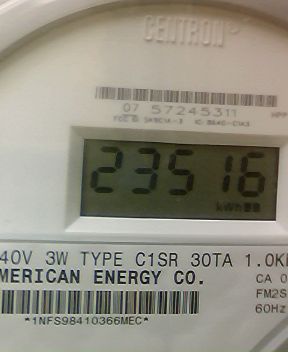 CENTRON
07 57245311
23516
kWh
40V 3W TYPE C1SR 30TA 1.0K
MERICAN ENERGY CO.
CA 0
FM2S
60Hz
*1NFS98410366MEC*